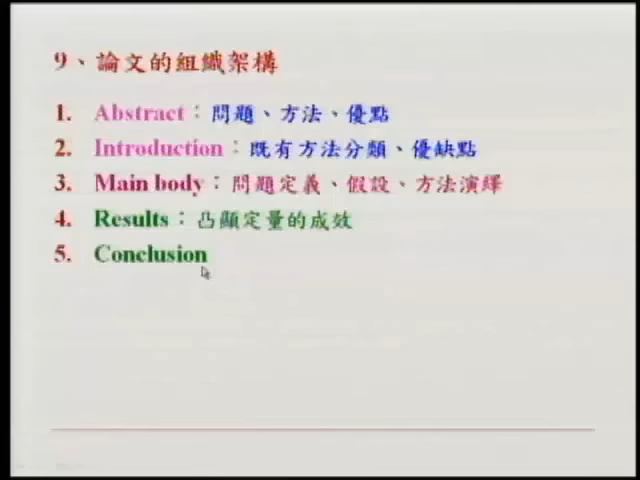 9、論文的組織架構
1. Abstract：問題、方法、優點
2. Introduction：既有方法分類、優缺點
3. Main body：問題定義、假設、方法演繹
4. Results：凸顯定量的成效
5. Conclusion